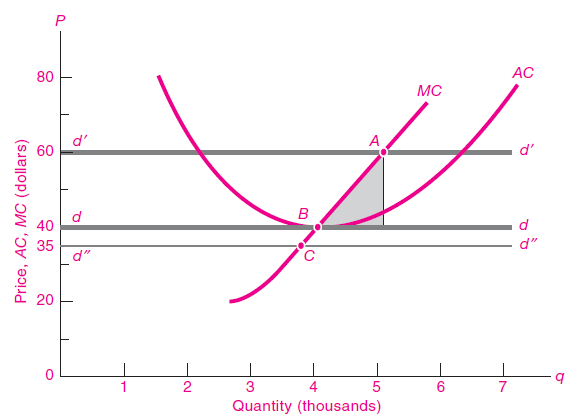 P
80
AC
MC
d′
A
60
d′
Price, AC, MC (dollars)
d
B
40
d
35
d″
C
d″
20
0
1 2 3 4 5 6 7
q
Quantity (thousands)